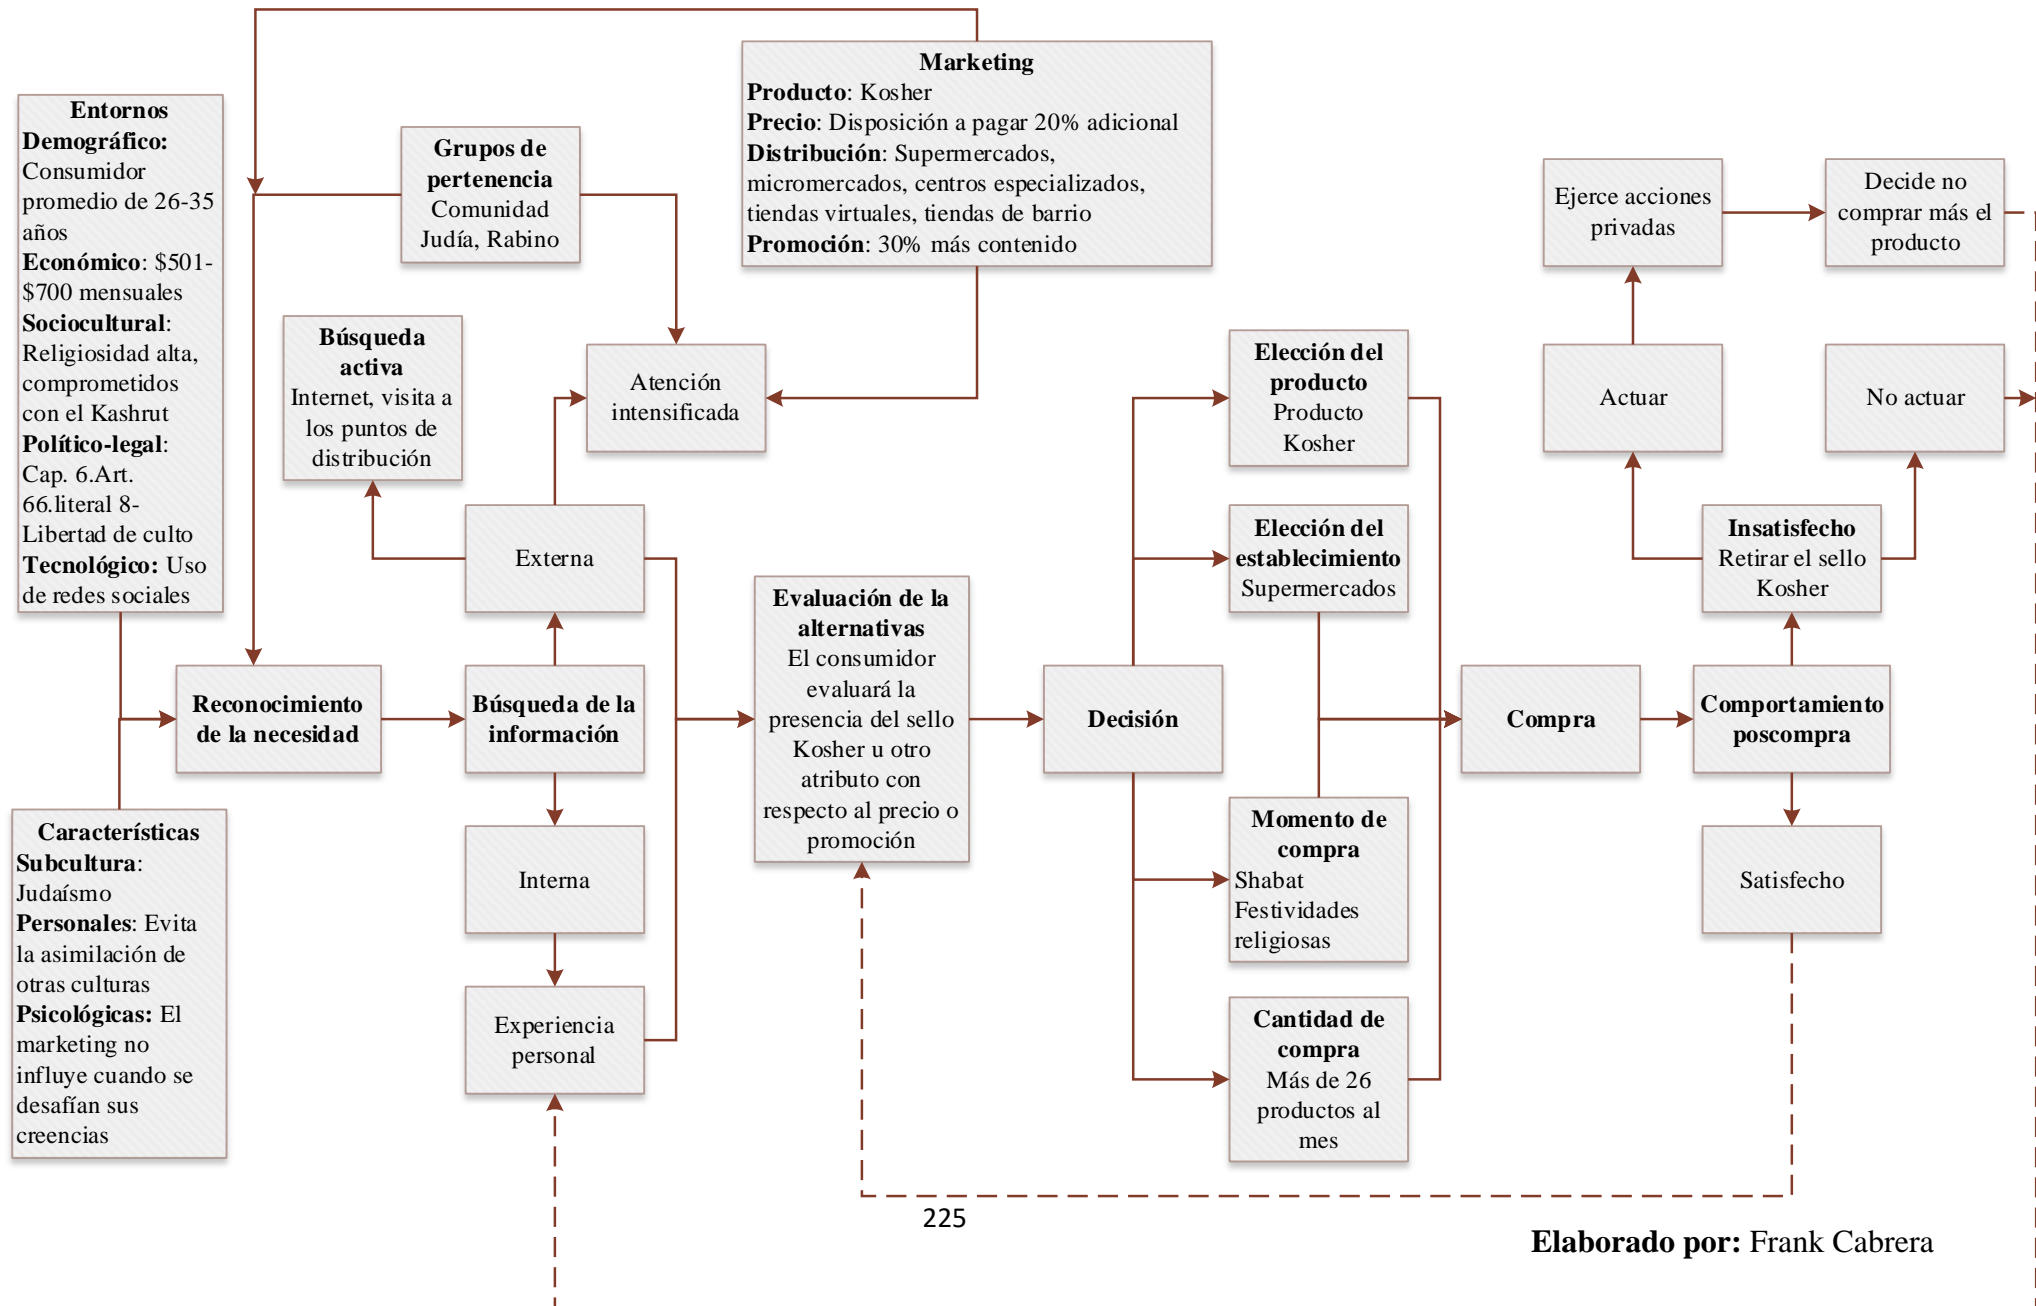 Marketing
Producto: Kosher
Precio: Disposición a pagar 20% adicional
Distribución: Supermercados,
micromercados, centros especializados,
tiendas virtuales, tiendas de barrio
Promoción: 30% más contenido
Entornos
Demográfico:
Consumidor
promedio de 26-35
años
Económico: $501-
$700 mensuales
Sociocultural:
Religiosidad alta,
comprometidos
con el Kashrut
Político-legal:
Cap. 6.Art.
66.literal 8-
Libertad de culto
Tecnológico: Uso
de redes sociales
Grupos de
pertenencia
Comunidad
Judía, Rabino
Búsqueda
activa
Internet, visita a
los puntos de
distribución
Atención
intensificada
Externa
Reconocimiento
de la necesidad
Búsqueda de la
información
Interna
Experiencia
personal
Características
Subcultura:
Judaísmo
Personales: Evita
la asimilación de
otras culturas
Psicológicas: El
marketing no
influye cuando se
desafían sus
creencias
Evaluación de la
alternativas
El consumidor
evaluará la
presencia del sello
Kosher u otro
atributo con
respecto al precio o
promoción
Decisión
Elección del
producto
Producto
Kosher
Elección del
establecimiento
Supermercados
Momento de
compra
Shabat
Festividades
religiosas
Cantidad de
compra
Más de 26
productos al
mes
Compra
Comportamiento
poscompra
Ejerce acciones
privadas
Decide no
comprar más el
producto
Actuar
No actuar
Insatisfecho
Retirar el sello
Kosher
Satisfecho
225
Elaborado por: Frank Cabrera